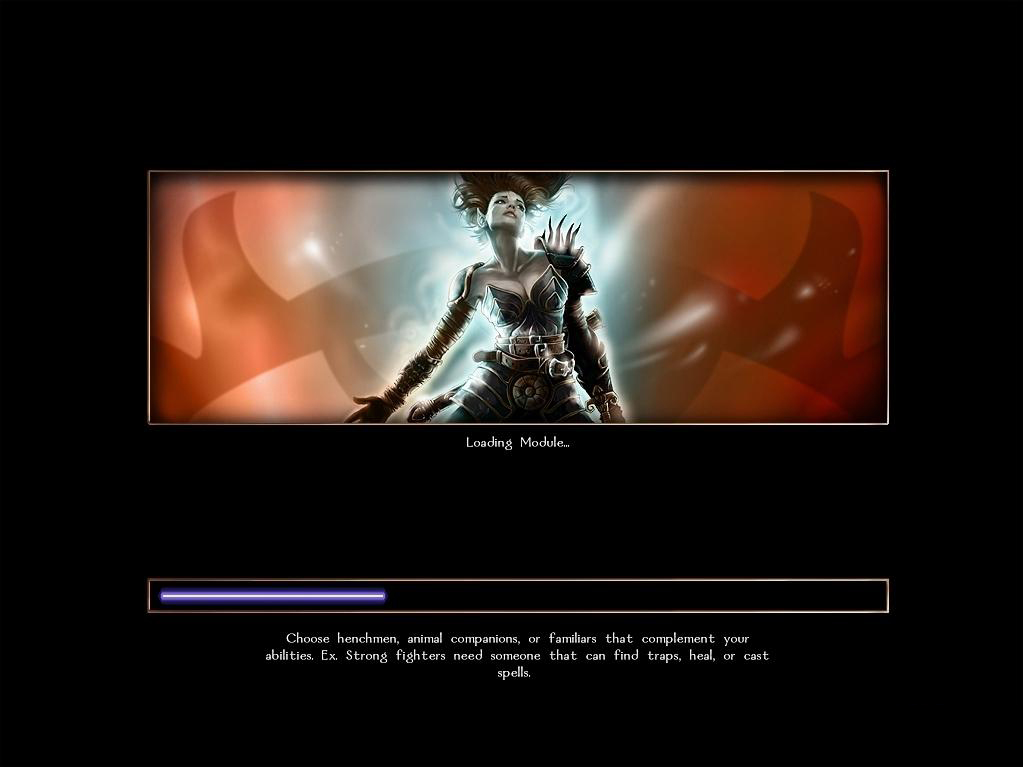 Loading Module...
Choose henchmen, animal companions, or familiars that complement your
abilities. Ex. Strong fighters need someone that can find traps, heal, or cast
spells.